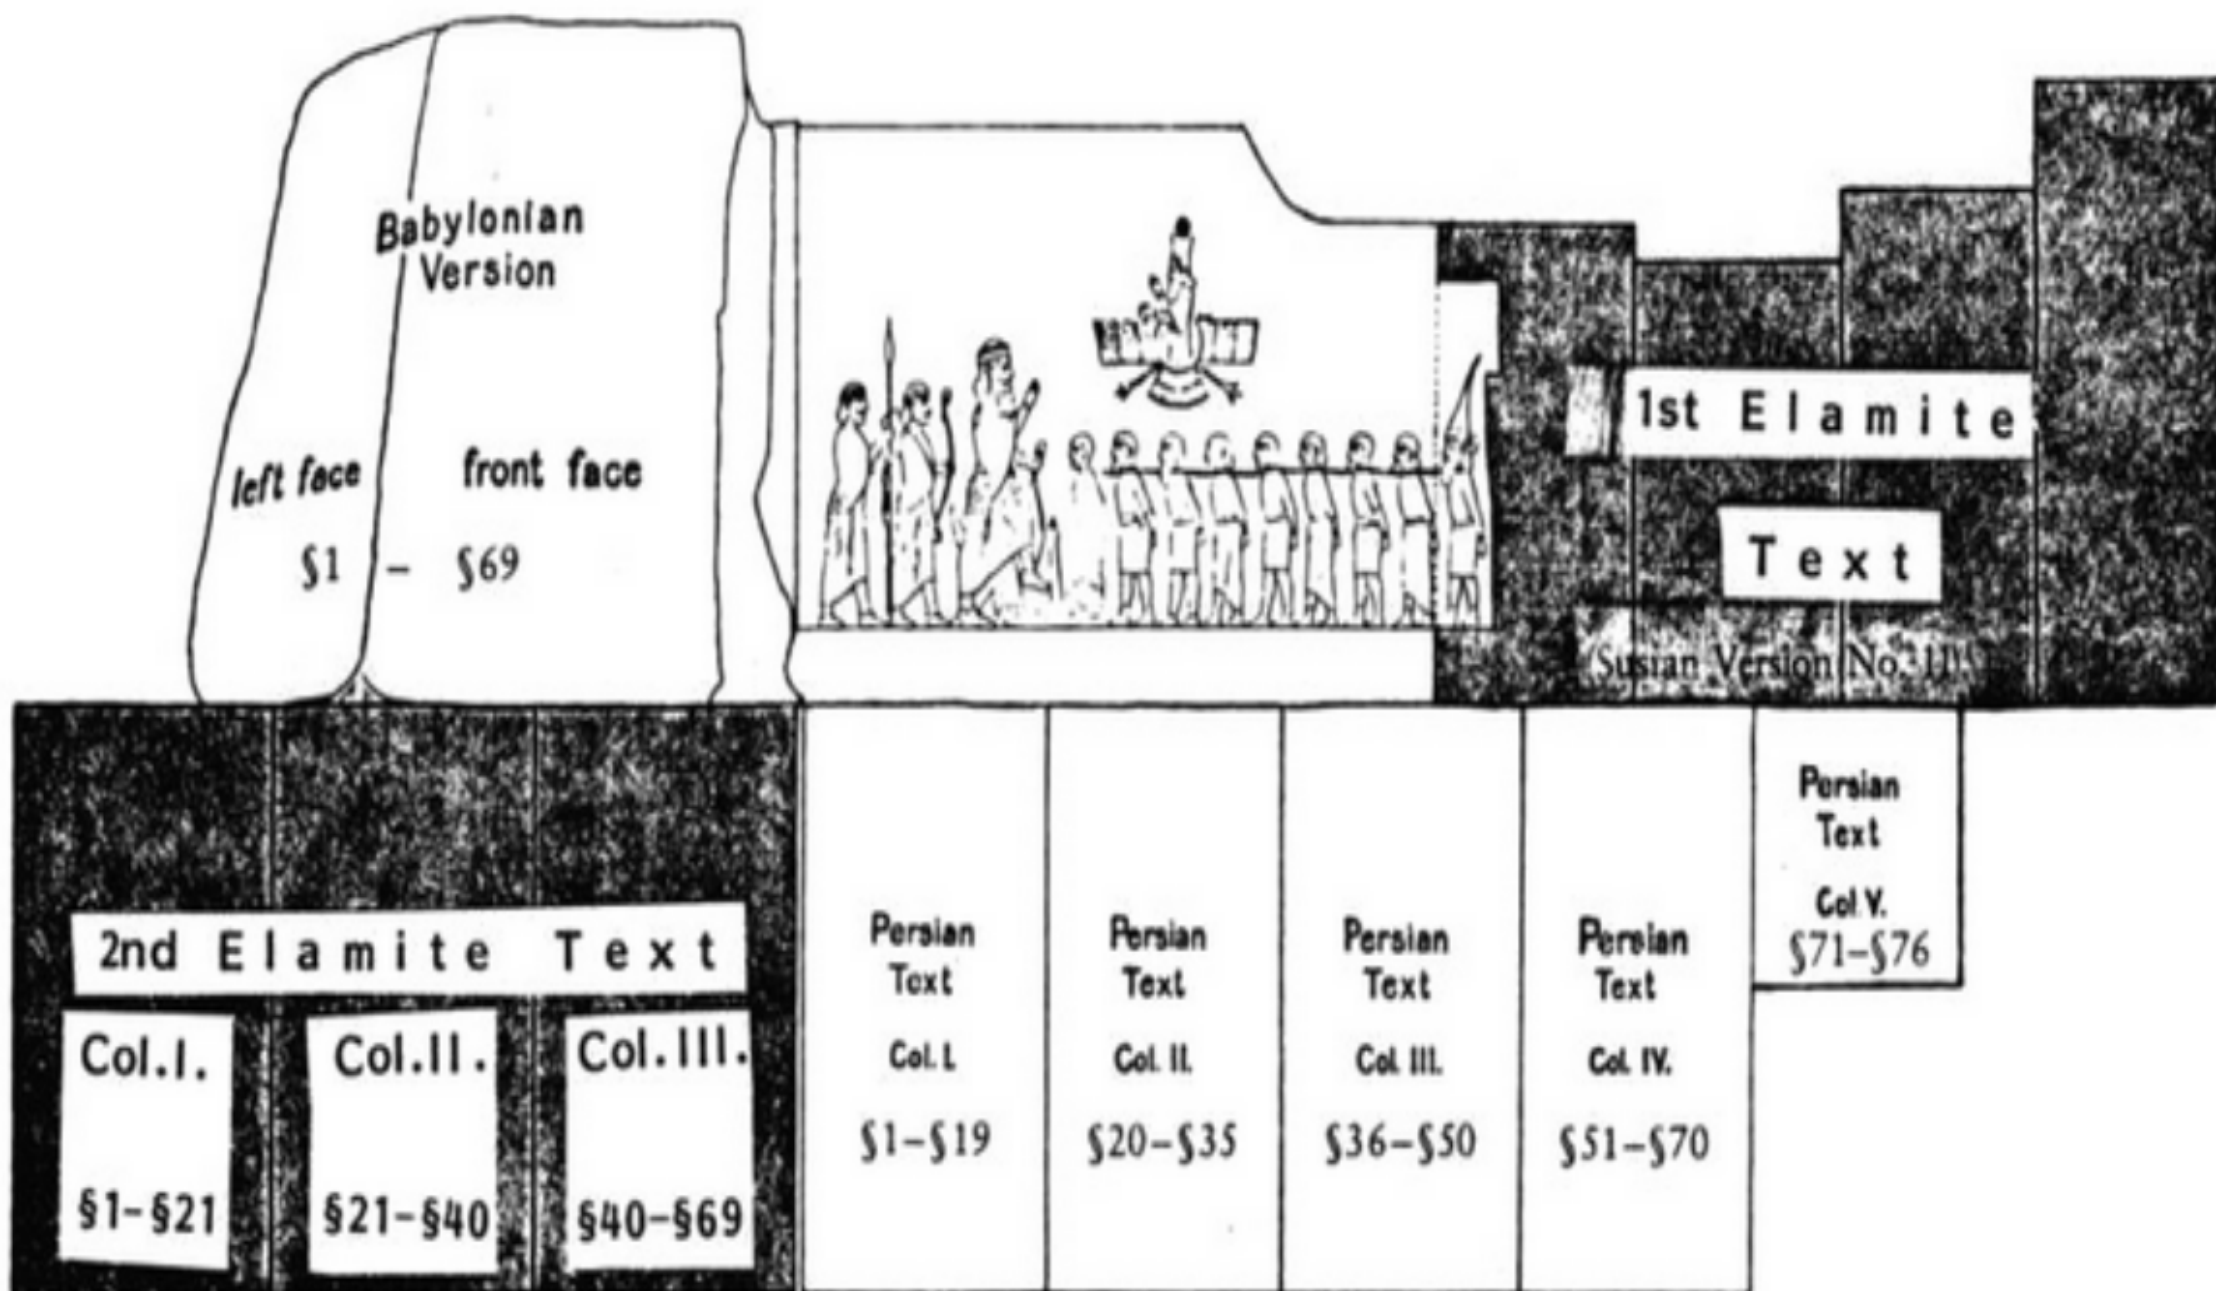 Babylonian
Version
left face
front face
§1 – §69
1st Elamite
Text
(Susian Version No.
2nd Elamite Text
Col.I.
§1–§21
Col.II.
§21–§40
Col.III.
§40–§69
Persian
Text
Col. I.
§1–§19
Persian
Text
Col. II.
§20–§35
Persian
Text
Col. III.
§36–§50
Persian
Text
Col. IV.
§51–§70
Persian
Text
Col V.
§71–§76